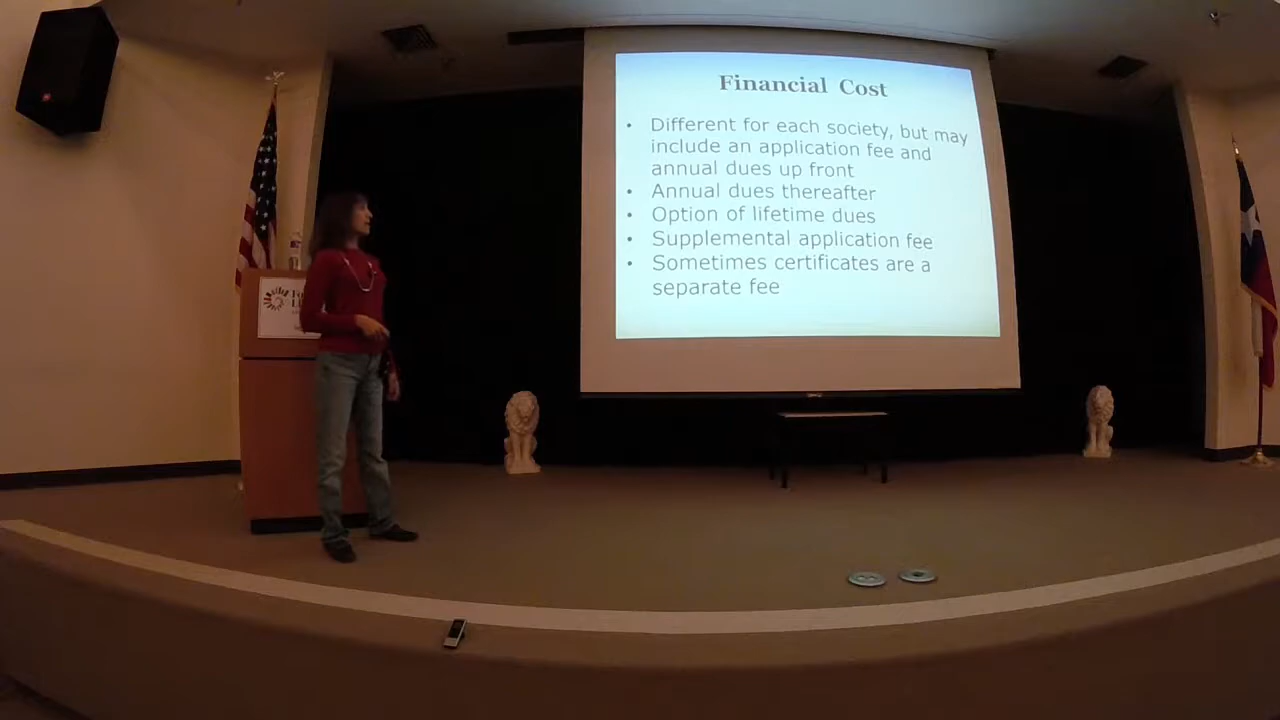 Financial Cost
• Different for each society, but may
include an application fee and
annual dues up front
• Annual dues thereafter
• Option of lifetime dues
• Supplemental application fee
• Sometimes certificates are a
separate fee